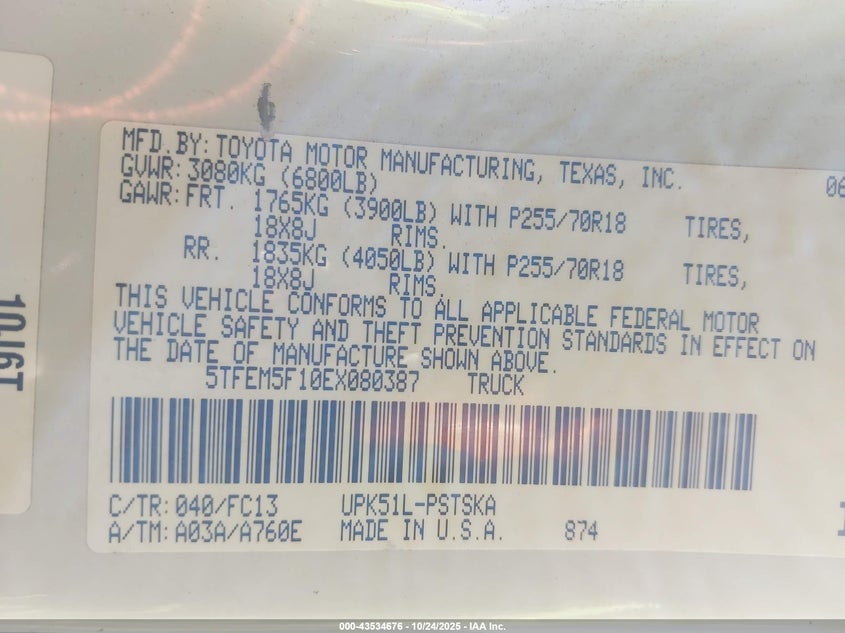 MFD. BY: TOYOTA MOTOR MANUFACTURING, TEXAS, INC. 06
GVWR: 3080KG (6800LB)
GAWR: FRT. 1765KG (3900LB) WITH P255/70R18 TIRES,
18X8J RIMS.
RR. 1835KG (4050LB) WITH P255/70R18 TIRES,
18X8J RIMS
THIS VEHICLE CONFORMS TO ALL APPLICABLE FEDERAL MOTOR
VEHICLE SAFETY AND THEFT PREVENTION STANDARDS IN EFFECT ON
THE DATE OF MANUFACTURE SHOWN ABOVE.
5TFEM5F10EX080387 TRUCK
C/TR: 040/FC13 UPK51L-PSTSKA
A/TM: A03A/A760E MADE IN U.S.A. 874
10J6T
000-43534676 - 10/24/2025 - IAA Inc.